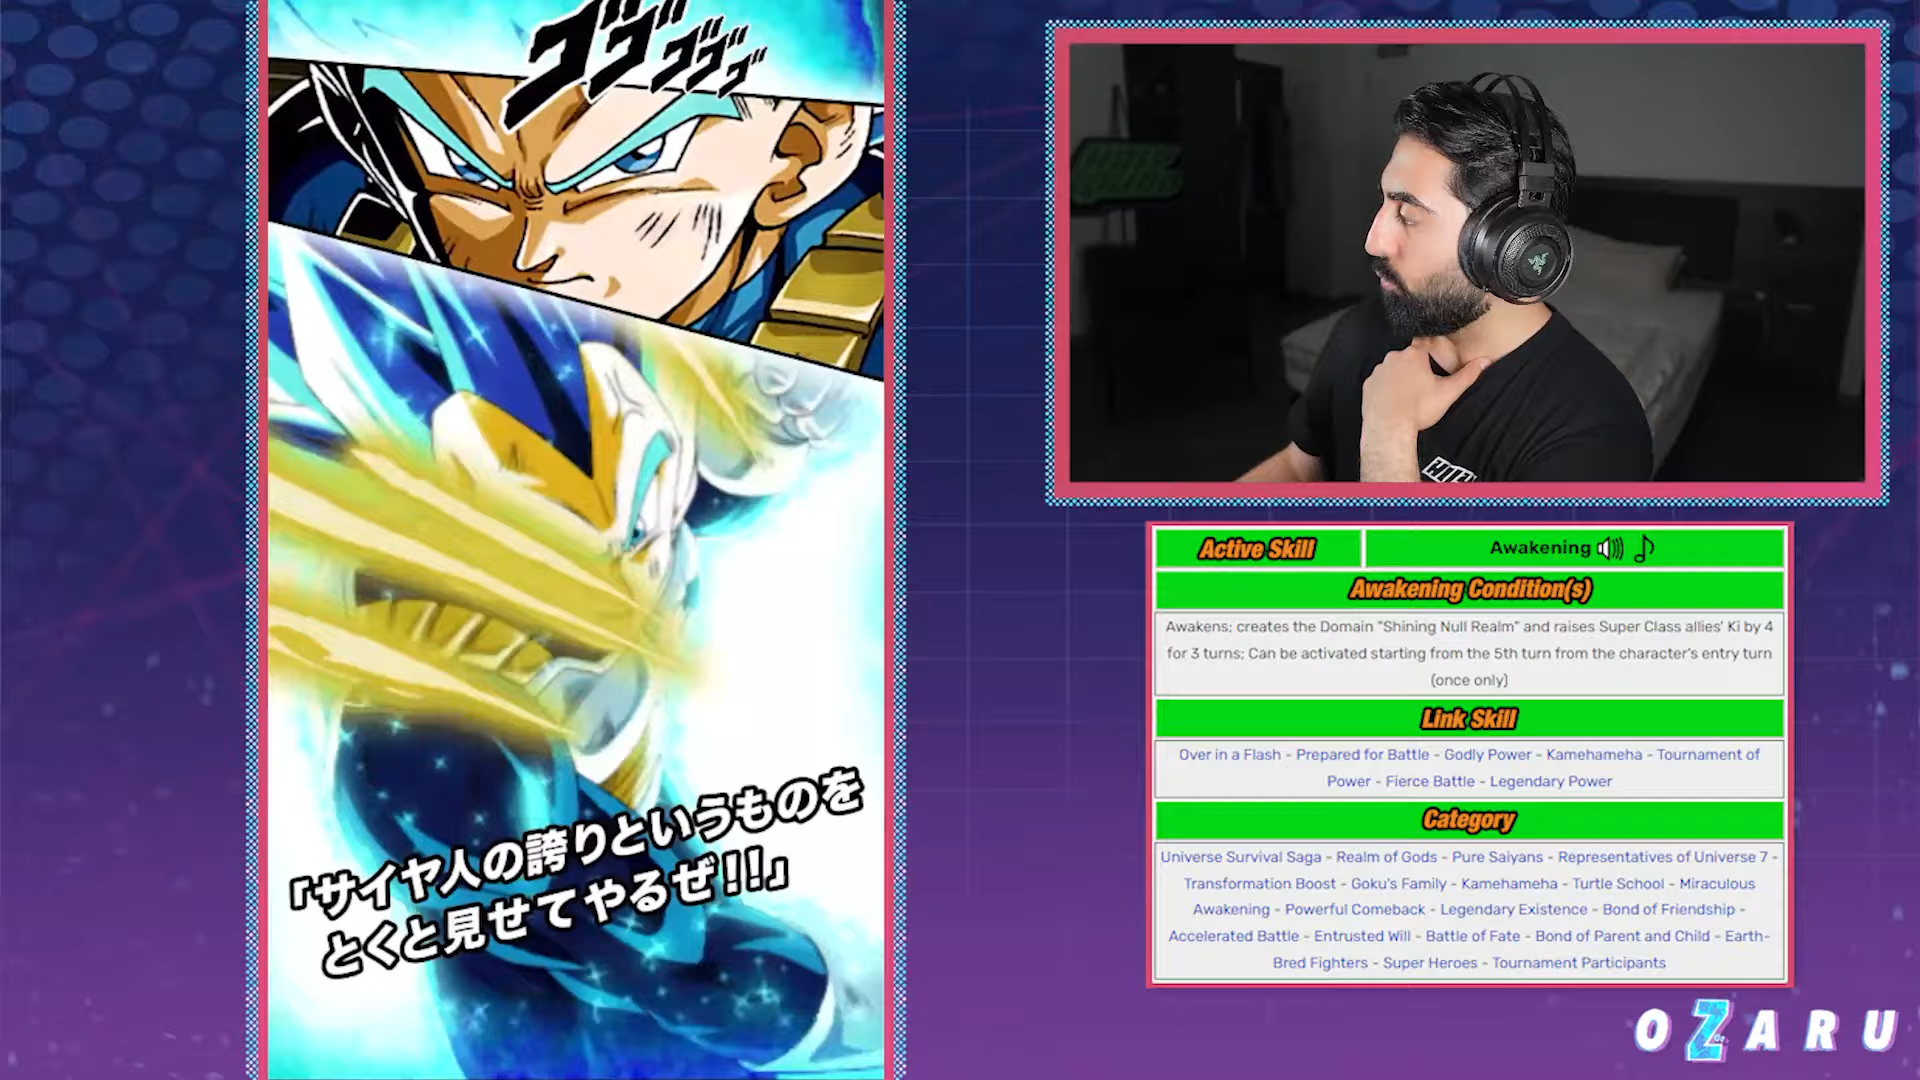 ゴゴゴゴゴ
「サイヤ人の誇りというものを
とくと見せてやるぜ!!」
Active Skill
Awakening
Awakening Condition(s)
Awakens; creates the Domain "Shining Null Realm" and raises Super Class allies' Ki by 4
for 3 turns; Can be activated starting from the 5th turn from the character's entry turn
(once only)
Link Skill
Over in a Flash - Prepared for Battle - Godly Power - Kamehameha - Tournament of
Power - Fierce Battle - Legendary Power
Category
Universe Survival Saga - Realm of Gods - Pure Saiyans - Representatives of Universe 7 -
Transformation Boost - Goku's Family - Kamehameha - Turtle School - Miraculous
Awakening - Powerful Comeback - Legendary Existence - Bond of Friendship -
Accelerated Battle - Entrusted Will - Battle of Fate - Bond of Parent and Child - Earth-
Bred Fighters - Super Heroes - Tournament Participants
OZARU